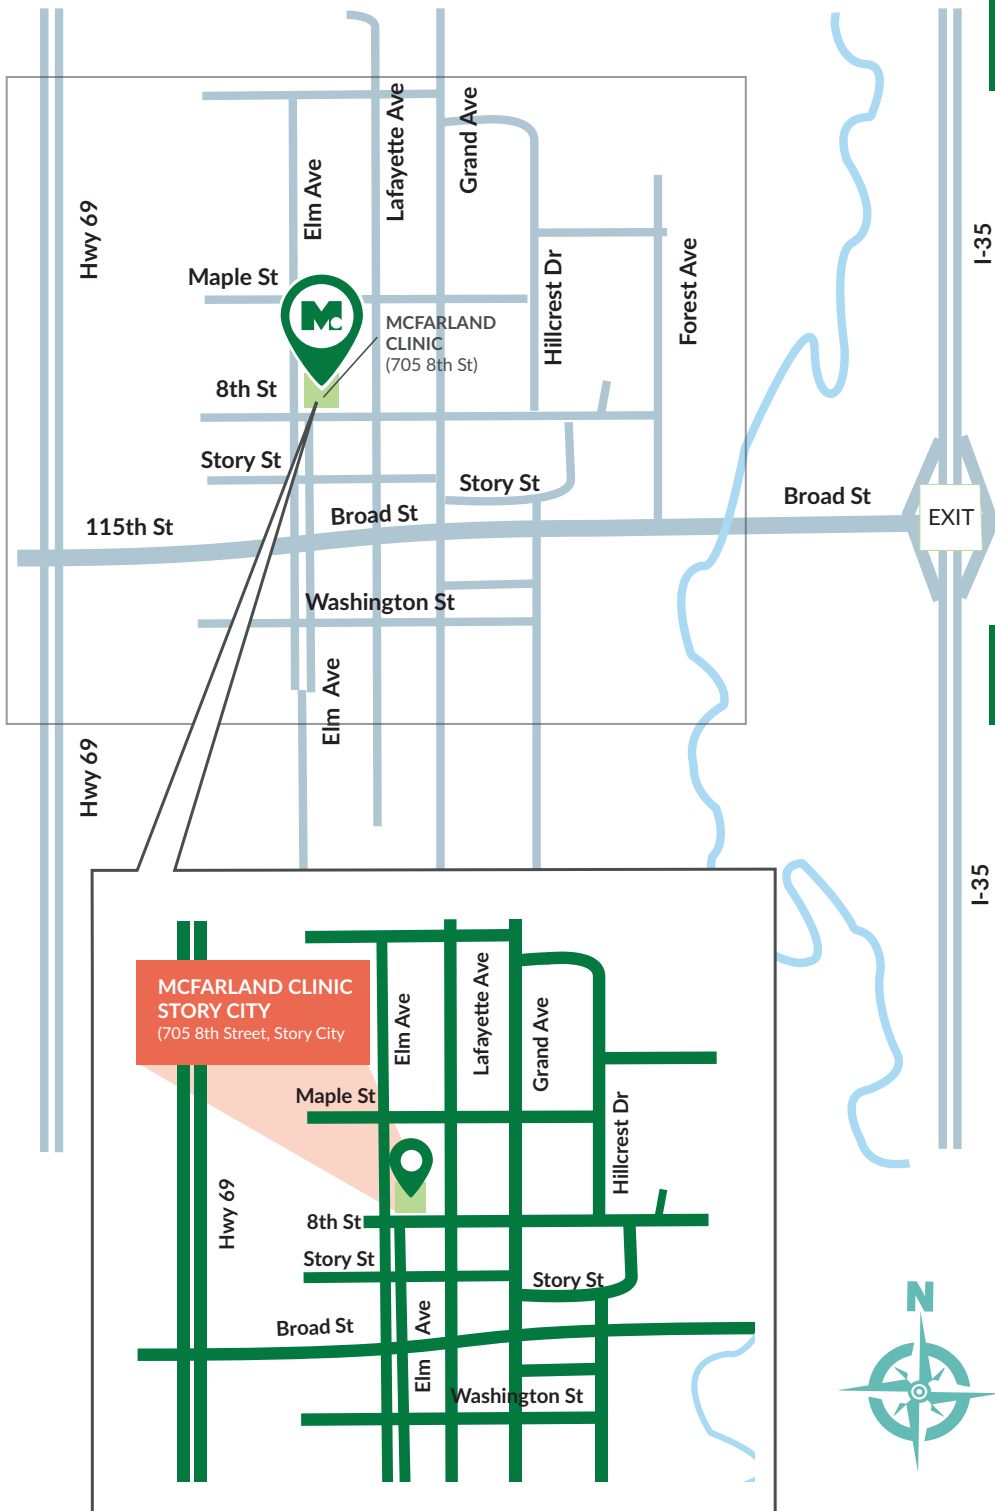 Lafayette Ave
Grand Ave
Elm Ave
Hwy 69
I-35
Hillcrest Dr
Forest Ave
Maple St
M.
MCFARLAND
CLINIC
(705 8th St)
8th St
Story St
Story St
Broad St
Broad St
115th St
EXIT
Washington St
Elm Ave
Hwy 69
I-35
MCFARLAND CLINIC
STORY CITY
(705 8th Street, Story City
Elm Ave
Lafayette Ave
Grand Ave
Maple St
Hillcrest Dr
Hwy 69
8th St
Story St
Story St
Broad St
Elm Ave
Washington St
N